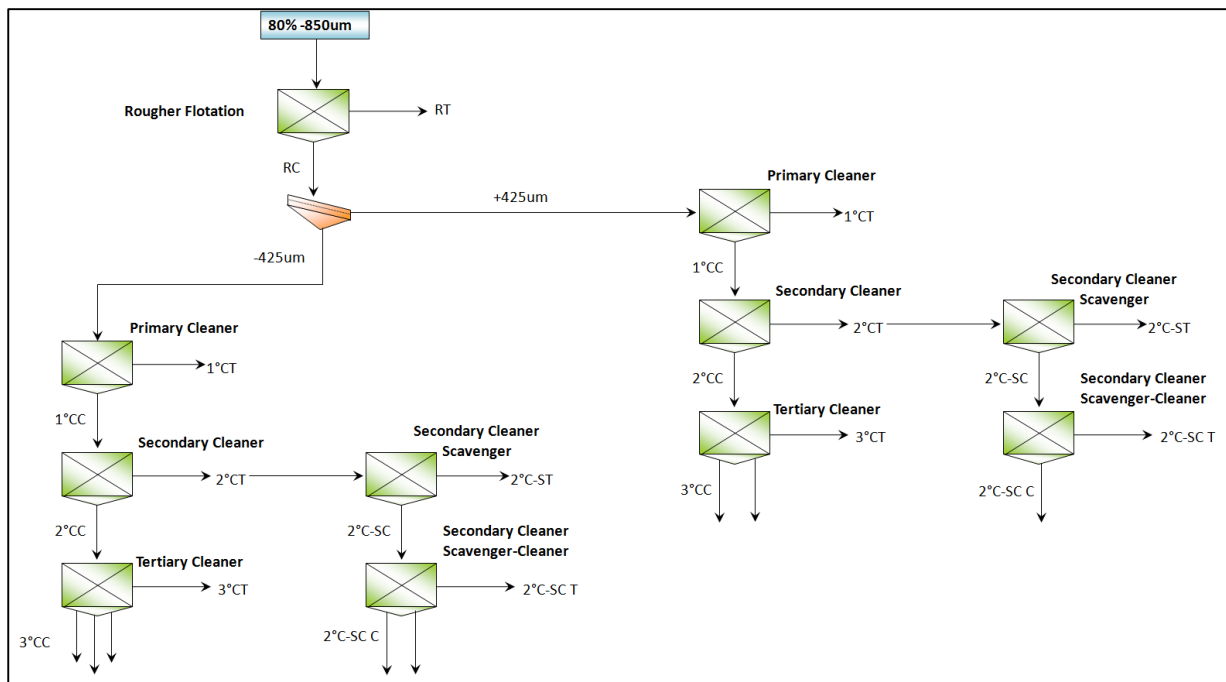 80% -850um
Rougher Flotation
RT
RC
+425um
-425um
Primary Cleaner
1°CT
1°CC
Secondary Cleaner
2°CT
Secondary Cleaner
Scavenger
2°C-ST
2°CC
2°C-SC
Tertiary Cleaner
3°CT
Secondary Cleaner
Scavenger-Cleaner
2°C-SC T
3°CC
2°C-SC C
Primary Cleaner
1°CT
1°CC
Secondary Cleaner
2°CT
Secondary Cleaner
Scavenger
2°C-ST
2°CC
2°C-SC
Tertiary Cleaner
3°CT
Secondary Cleaner
Scavenger-Cleaner
2°C-SC T
3°CC
2°C-SC C